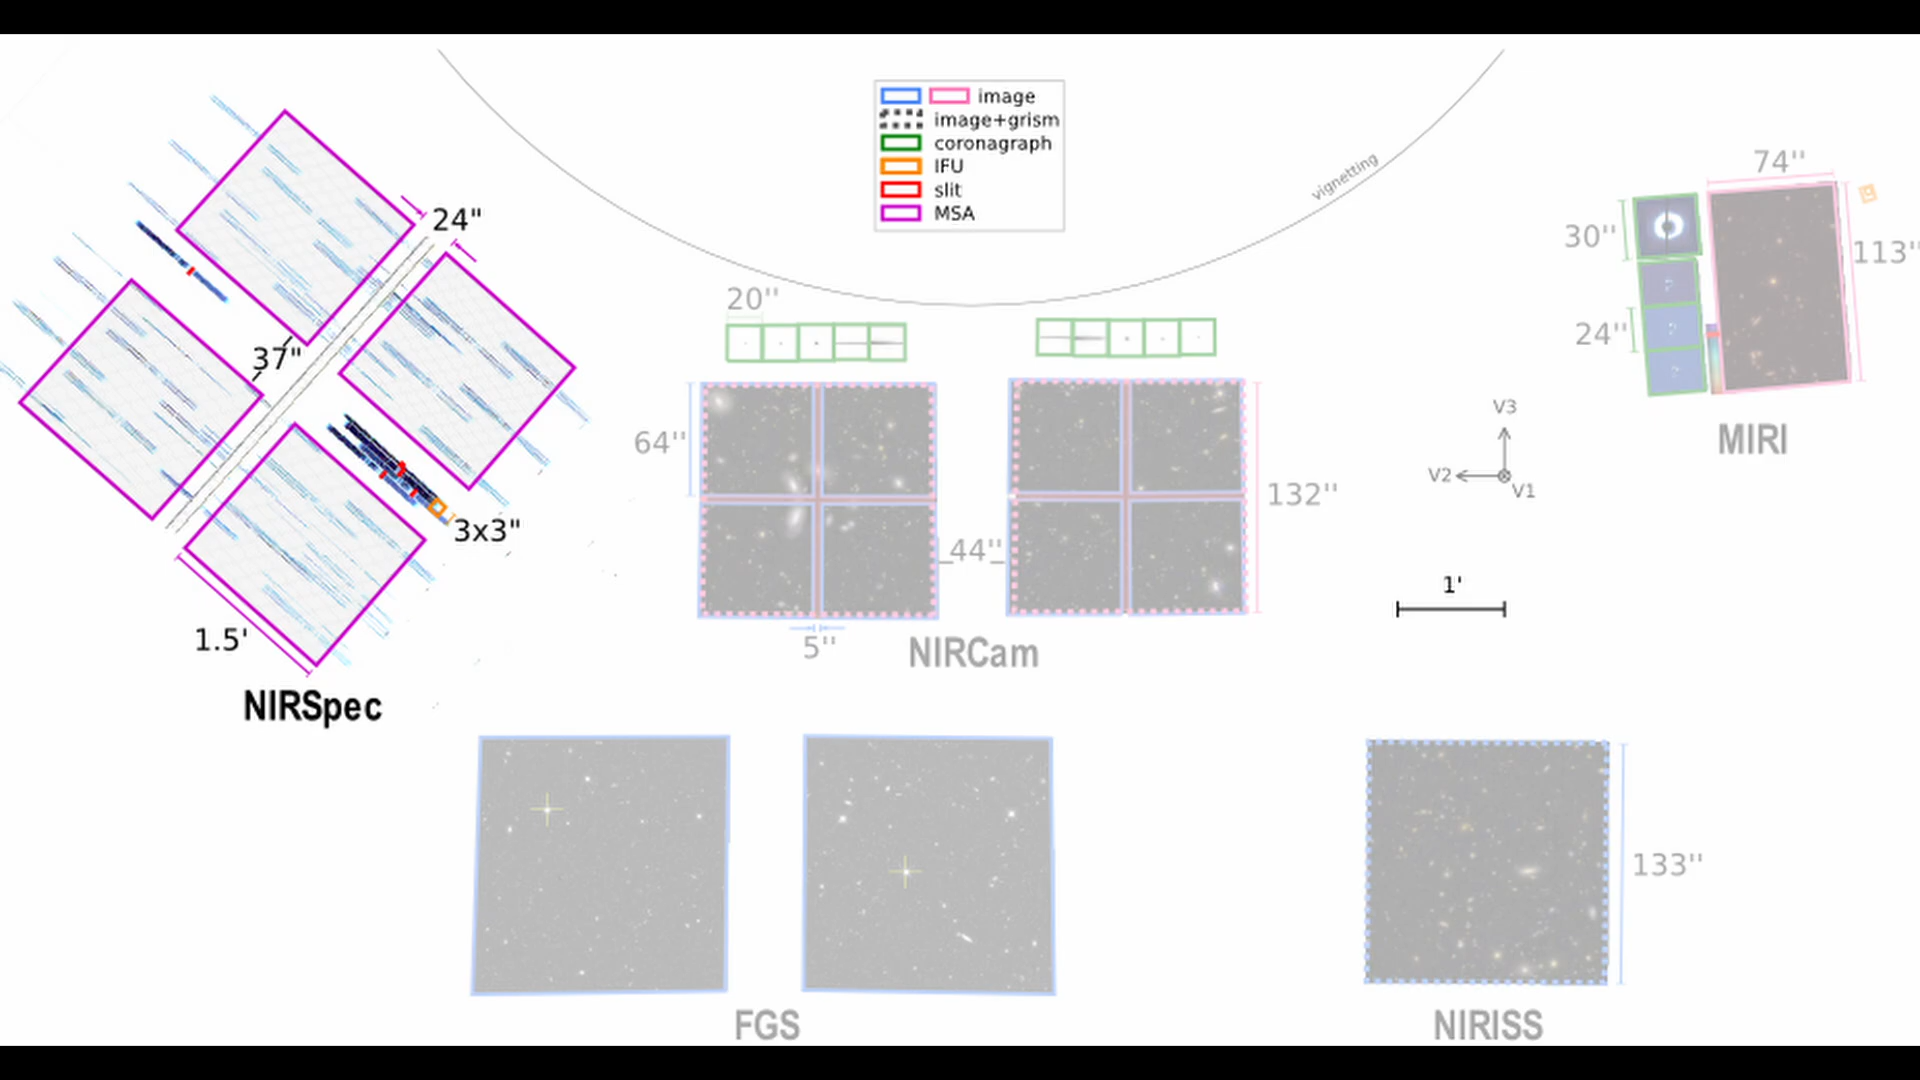 image
image+grism
coronagraph
IFU
slit
MSA
vignetting
24"
37"
3x3"
1.5'
NIRSpec
20''
64''
44''
132''
5''
NIRCam
74''
30''
113''
24''
MIRI
V3
V2
V1
1'
FGS
133''
NIRISS